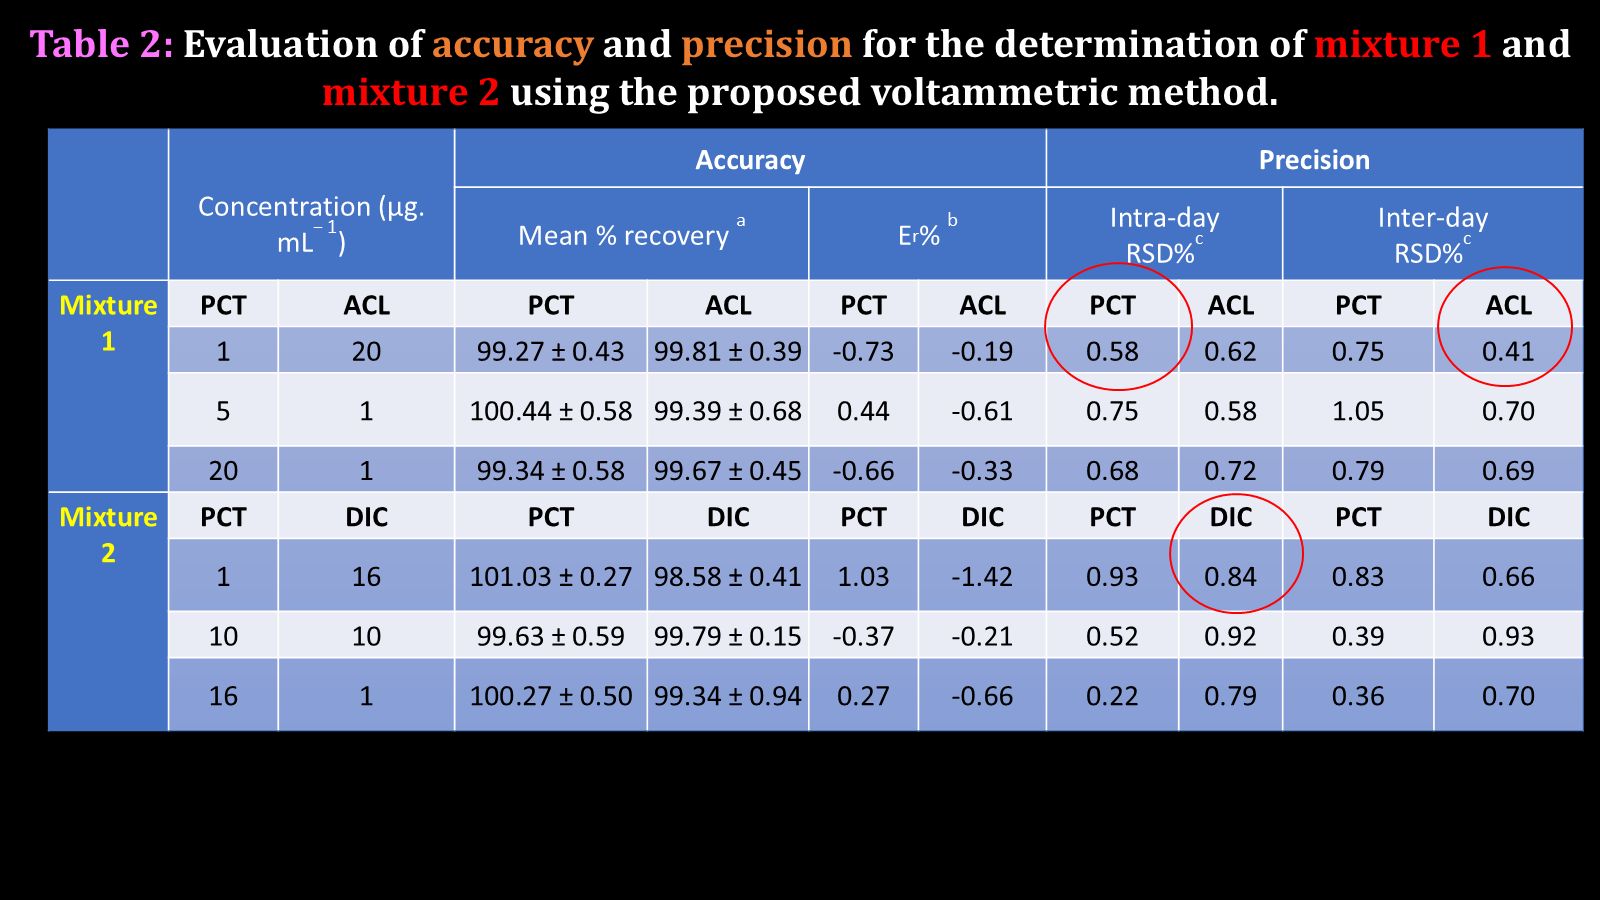 Table 2: Evaluation of accuracy and precision for the determination of mixture 1 and
mixture 2 using the proposed voltammetric method.
Concentration (µg.
mL⁻¹)
Accuracy
Precision
Mean % recovery a
Er% b
Intra-day
RSD%c
Inter-day
RSD%c
Mixture
1
PCT ACL PCT ACL PCT ACL PCT ACL PCT ACL
1 20 99.27 ± 0.43 99.81 ± 0.39 -0.73 -0.19 0.58 0.62 0.75 0.41
5 1 100.44 ± 0.58 99.39 ± 0.68 0.44 -0.61 0.75 0.58 1.05 0.70
20 1 99.34 ± 0.58 99.67 ± 0.45 -0.66 -0.33 0.68 0.72 0.79 0.69
Mixture
2
PCT DIC PCT DIC PCT DIC PCT DIC PCT DIC
1 16 101.03 ± 0.27 98.58 ± 0.41 1.03 -1.42 0.93 0.84 0.83 0.66
10 10 99.63 ± 0.59 99.79 ± 0.15 -0.37 -0.21 0.52 0.92 0.39 0.93
16 1 100.27 ± 0.50 99.34 ± 0.94 0.27 -0.66 0.22 0.79 0.36 0.70